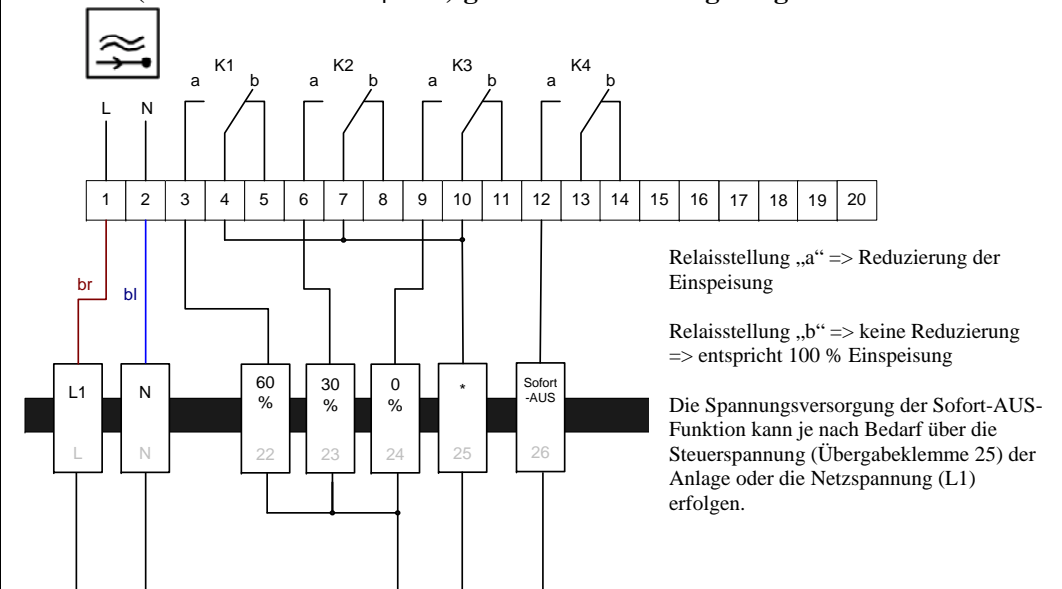 K1 K2 K3 K4
a b a b a b a b
L N
1 2 3 4 5 6 7 8 9 10 11 12 13 14 15 16 17 18 19 20
Relaisstellung „a“ => Reduzierung der
Einspeisung
br
bl
Relaisstellung „b“ => keine Reduzierung
=> entspricht 100 % Einspeisung
L1 N 60 30 0 * Sofort
% % % -AUS
L N 22 23 24 25 26
Die Spannungsversorgung der Sofort-AUS-
Funktion kann je nach Bedarf über die
Steuerspannung (Übergabeklemme 25) der
Anlage oder die Netzspannung (L1)
erfolgen.